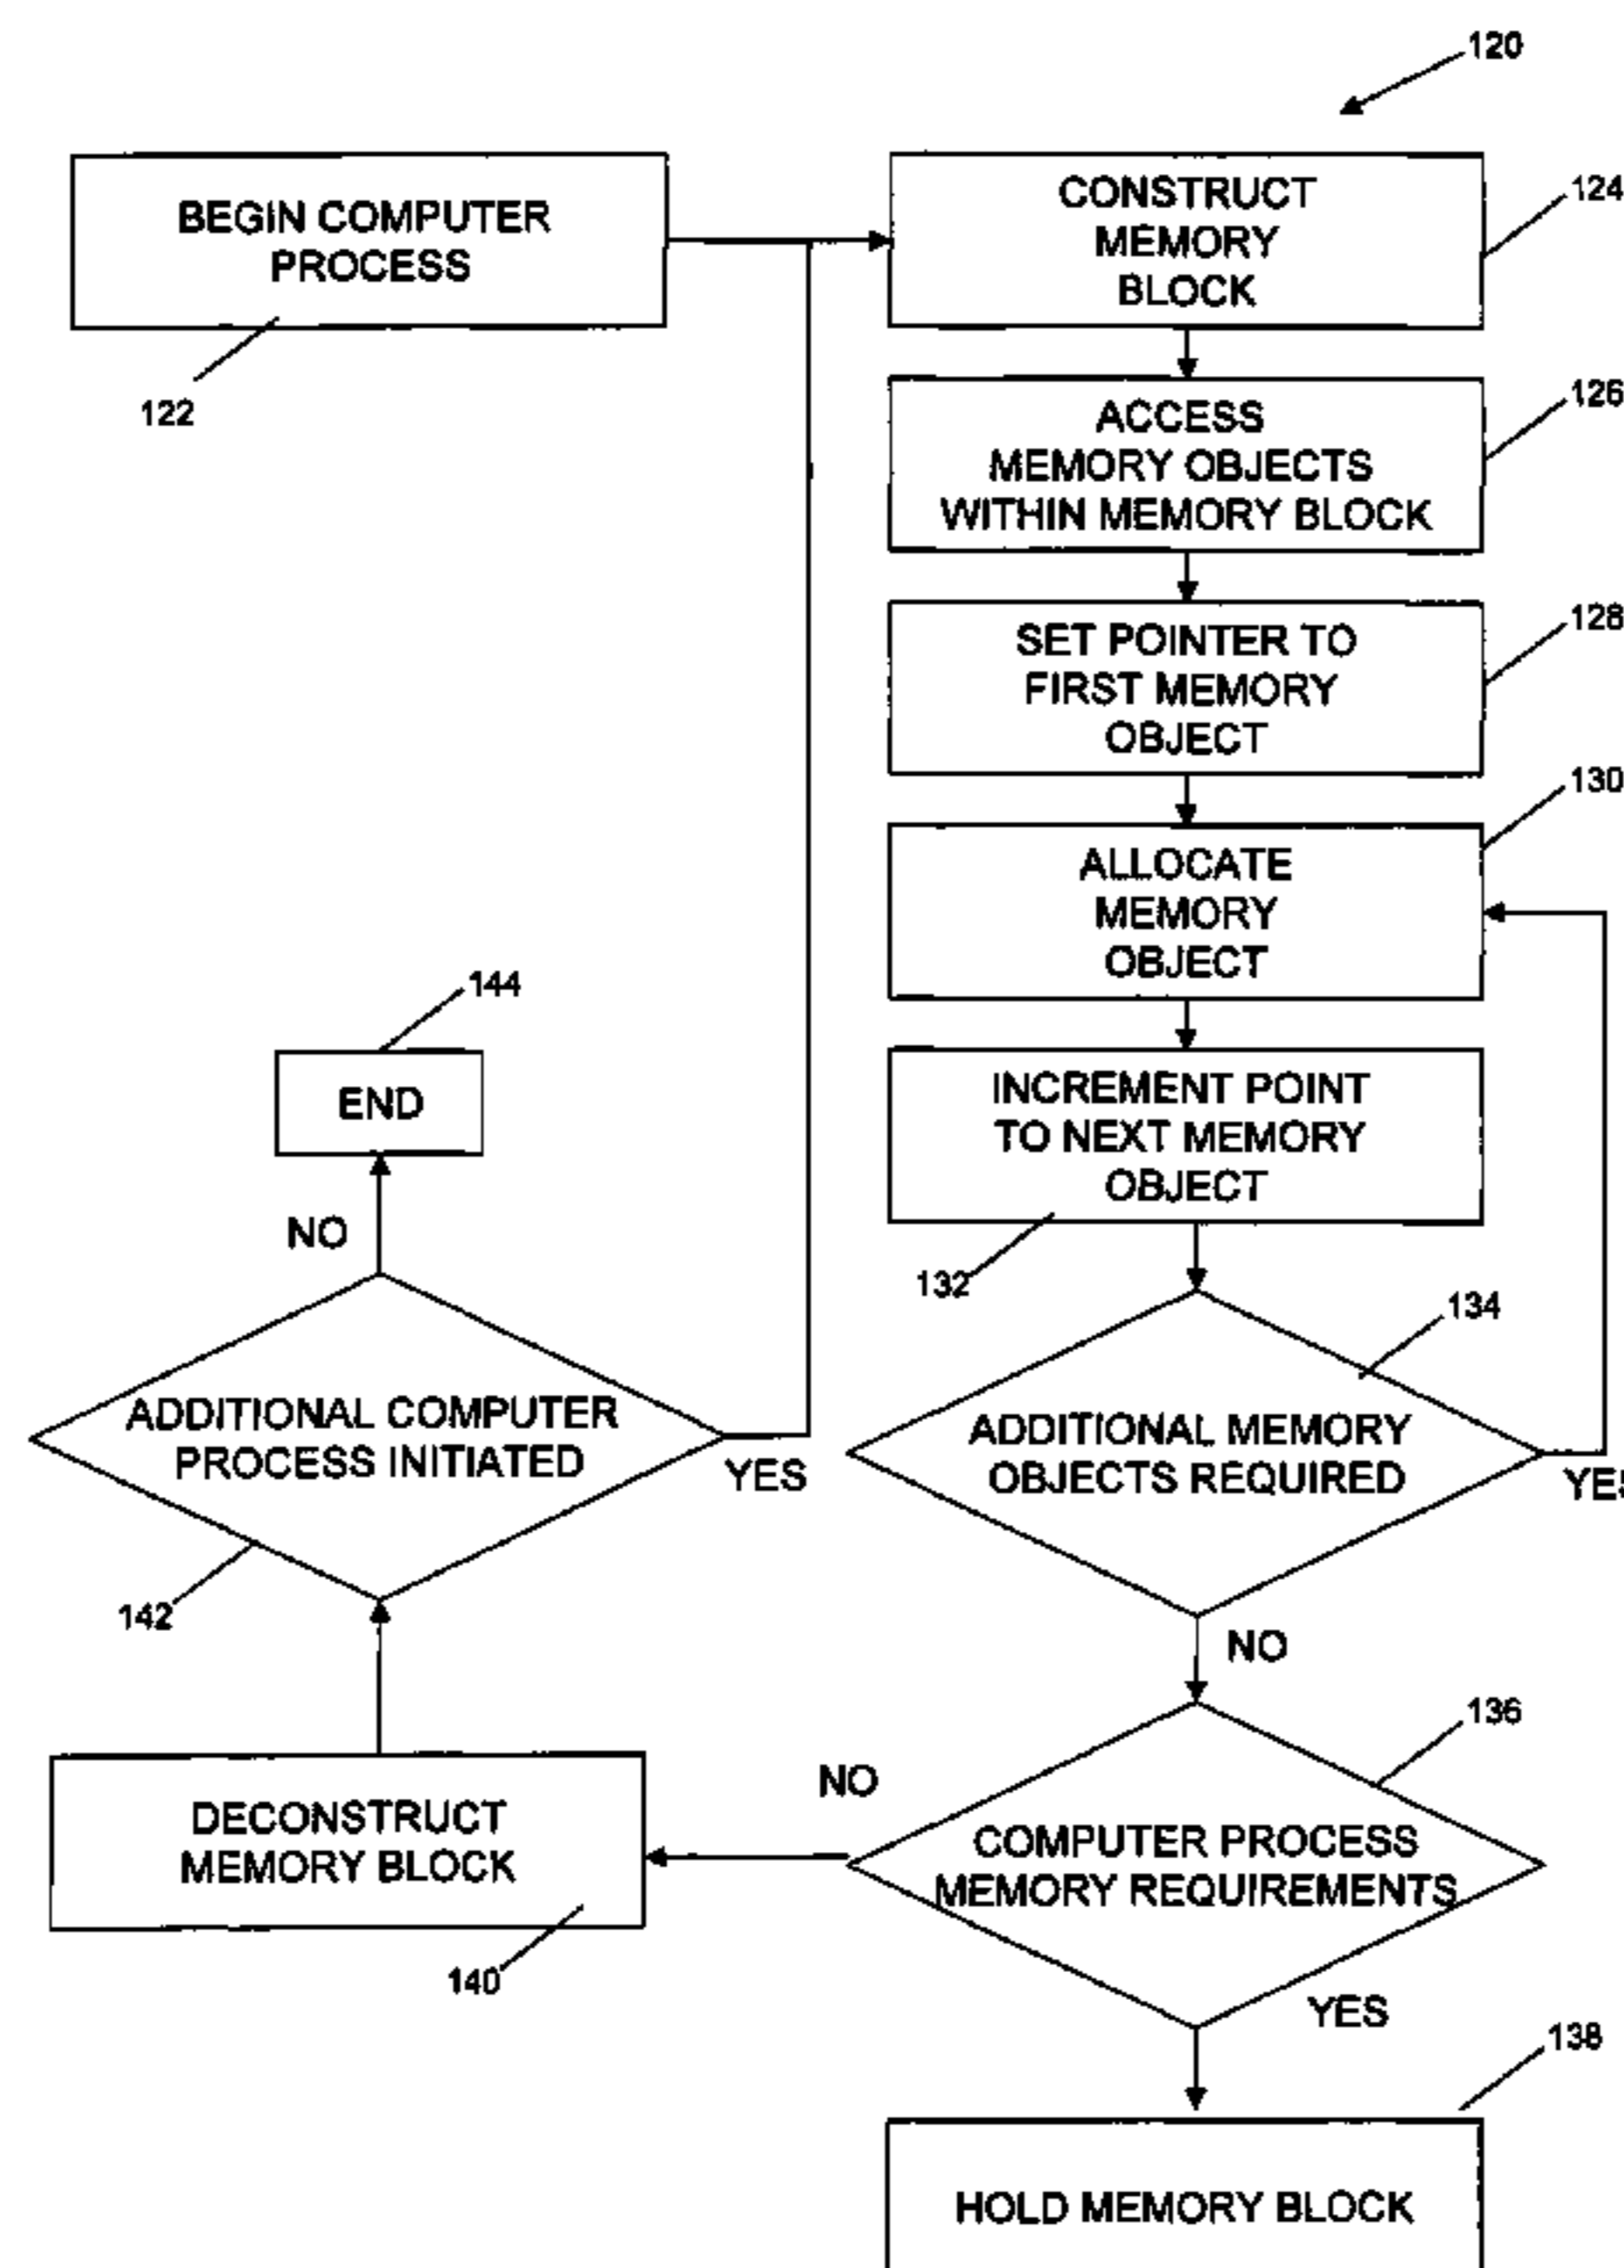 120
BEGIN COMPUTER
PROCESS
122
CONSTRUCT
MEMORY
BLOCK
124
ACCESS
MEMORY OBJECTS
WITHIN MEMORY BLOCK
126
SET POINTER TO
FIRST MEMORY
OBJECT
128
ALLOCATE
MEMORY
OBJECT
130
INCREMENT POINT
TO NEXT MEMORY
OBJECT
132
ADDITIONAL MEMORY
OBJECTS REQUIRED
134
YES
NO
COMPUTER PROCESS
MEMORY REQUIREMENTS
136
YES
HOLD MEMORY BLOCK
138
NO
DECONSTRUCT
MEMORY BLOCK
140
ADDITIONAL COMPUTER
PROCESS INITIATED
142
YES
NO
END
144